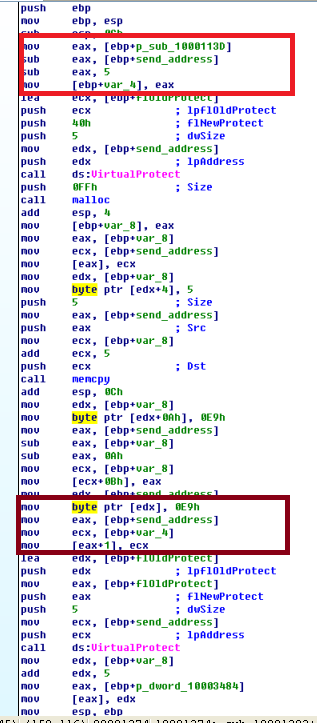 push ebp
mov ebp, esp
sub esp, 0Ch
mov eax, [ebp+p_sub_1000113D]
sub eax, [ebp+send_address]
sub eax, 5
mov [ebp+var_4], eax
lea ecx, [ebp+flOldProtect]
push ecx ; lpflOldProtect
push 40h ; flNewProtect
push 5 ; dwSize
mov edx, [ebp+send_address]
push edx ; lpAddress
call ds:VirtualProtect
push 0FFh ; Size
call malloc
add esp, 4
mov [ebp+var_8], eax
mov eax, [ebp+var_8]
mov ecx, [ebp+send_address]
mov [eax], ecx
mov edx, [ebp+var_8]
mov byte ptr [edx+4], 5
push 5 ; Size
mov eax, [ebp+send_address]
push eax ; Src
mov ecx, [ebp+var_8]
add ecx, 5
push ecx ; Dst
call memcpy
add esp, 0Ch
mov edx, [ebp+var_8]
mov byte ptr [edx+0Ah], 0E9h
mov eax, [ebp+send_address]
sub eax, [ebp+var_8]
sub eax, 0Ah
mov ecx, [ebp+var_8]
mov [ecx+0Bh], eax
mov edx, [ebp+send_address]
mov byte ptr [edx], 0E9h
mov eax, [ebp+send_address]
mov ecx, [ebp+var_4]
mov [eax+1], ecx
lea edx, [ebp+flOldProtect]
push edx ; lpflOldProtect
mov eax, [ebp+flOldProtect]
push eax ; flNewProtect
push 5 ; dwSize
mov ecx, [ebp+send_address]
push ecx ; lpAddress
call ds:VirtualProtect
mov edx, [ebp+var_8]
add edx, 5
mov eax, [ebp+p_dword_10003484]
mov [eax], edx
mov esp, ebp